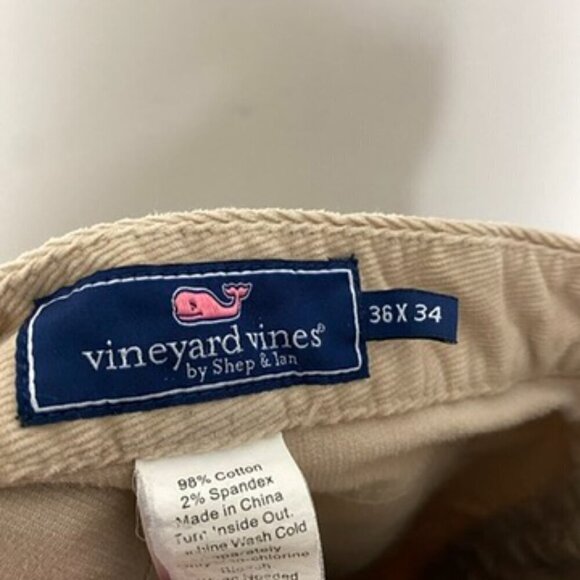 vineyard vines®
by Shep & Ian
36 X 34
98% Cotton
2% Spandex
Made in China
Turn Inside Out.
Wash Cold